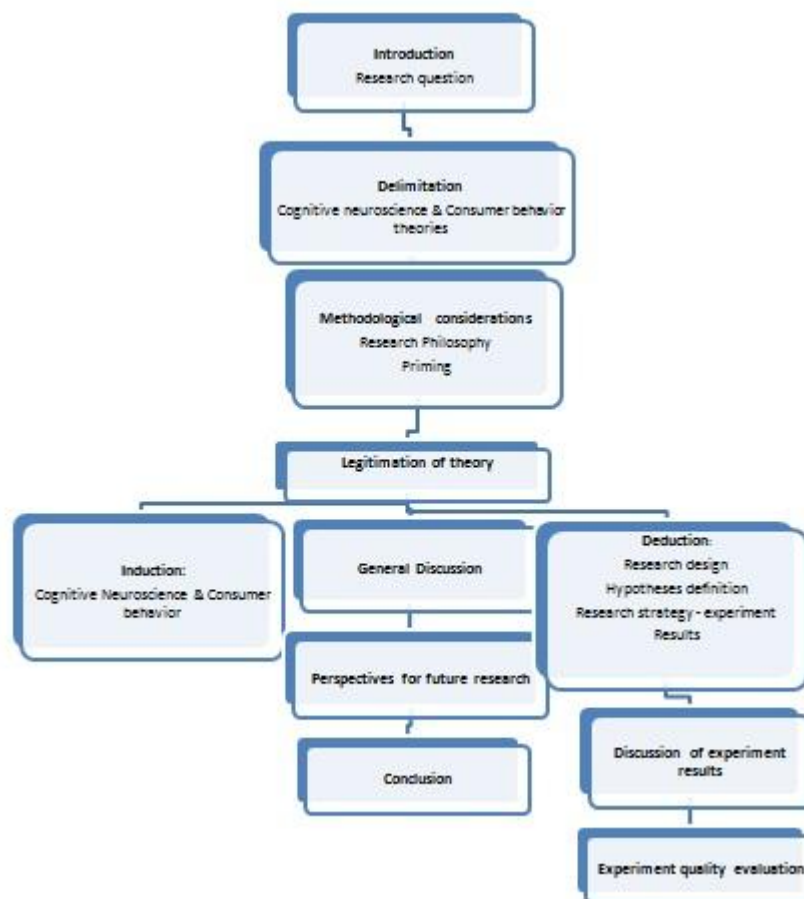 Introduction
Research question
Delimitation
Cognitive neuroscience & Consumer behavior
theories
Methodological considerations
Research Philosophy
Priming
Legitimation of theory
Induction:
Cognitive Neuroscience & Consumer
behavior
General Discussion
Perspectives for future research
Conclusion
Deduction:
Research design
Hypotheses definition
Research strategy - experiment
Results
Discussion of experiment
results
Experiment quality evaluation